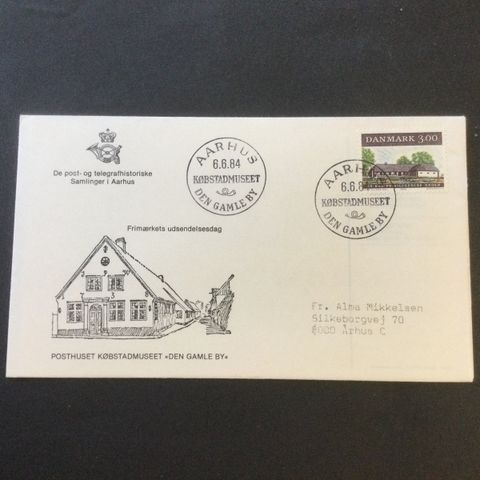 De post- og telegrafhistoriske
Samlinger i Aarhus
AARHUS
6.6.84
KØBSTADMUSEET
DEN GAMLE BY
DANMARK 3.00
AARHUS
6.6.84
KØBSTADMUSEET
DEN GAMLE BY
Frimærkets udsendelsesdag
Fr. Alma Mikkelsen
Silkeborgvej 70
8000 Århus C
POSTHUSET KØBSTADMUSEET »DEN GAMLE BY«